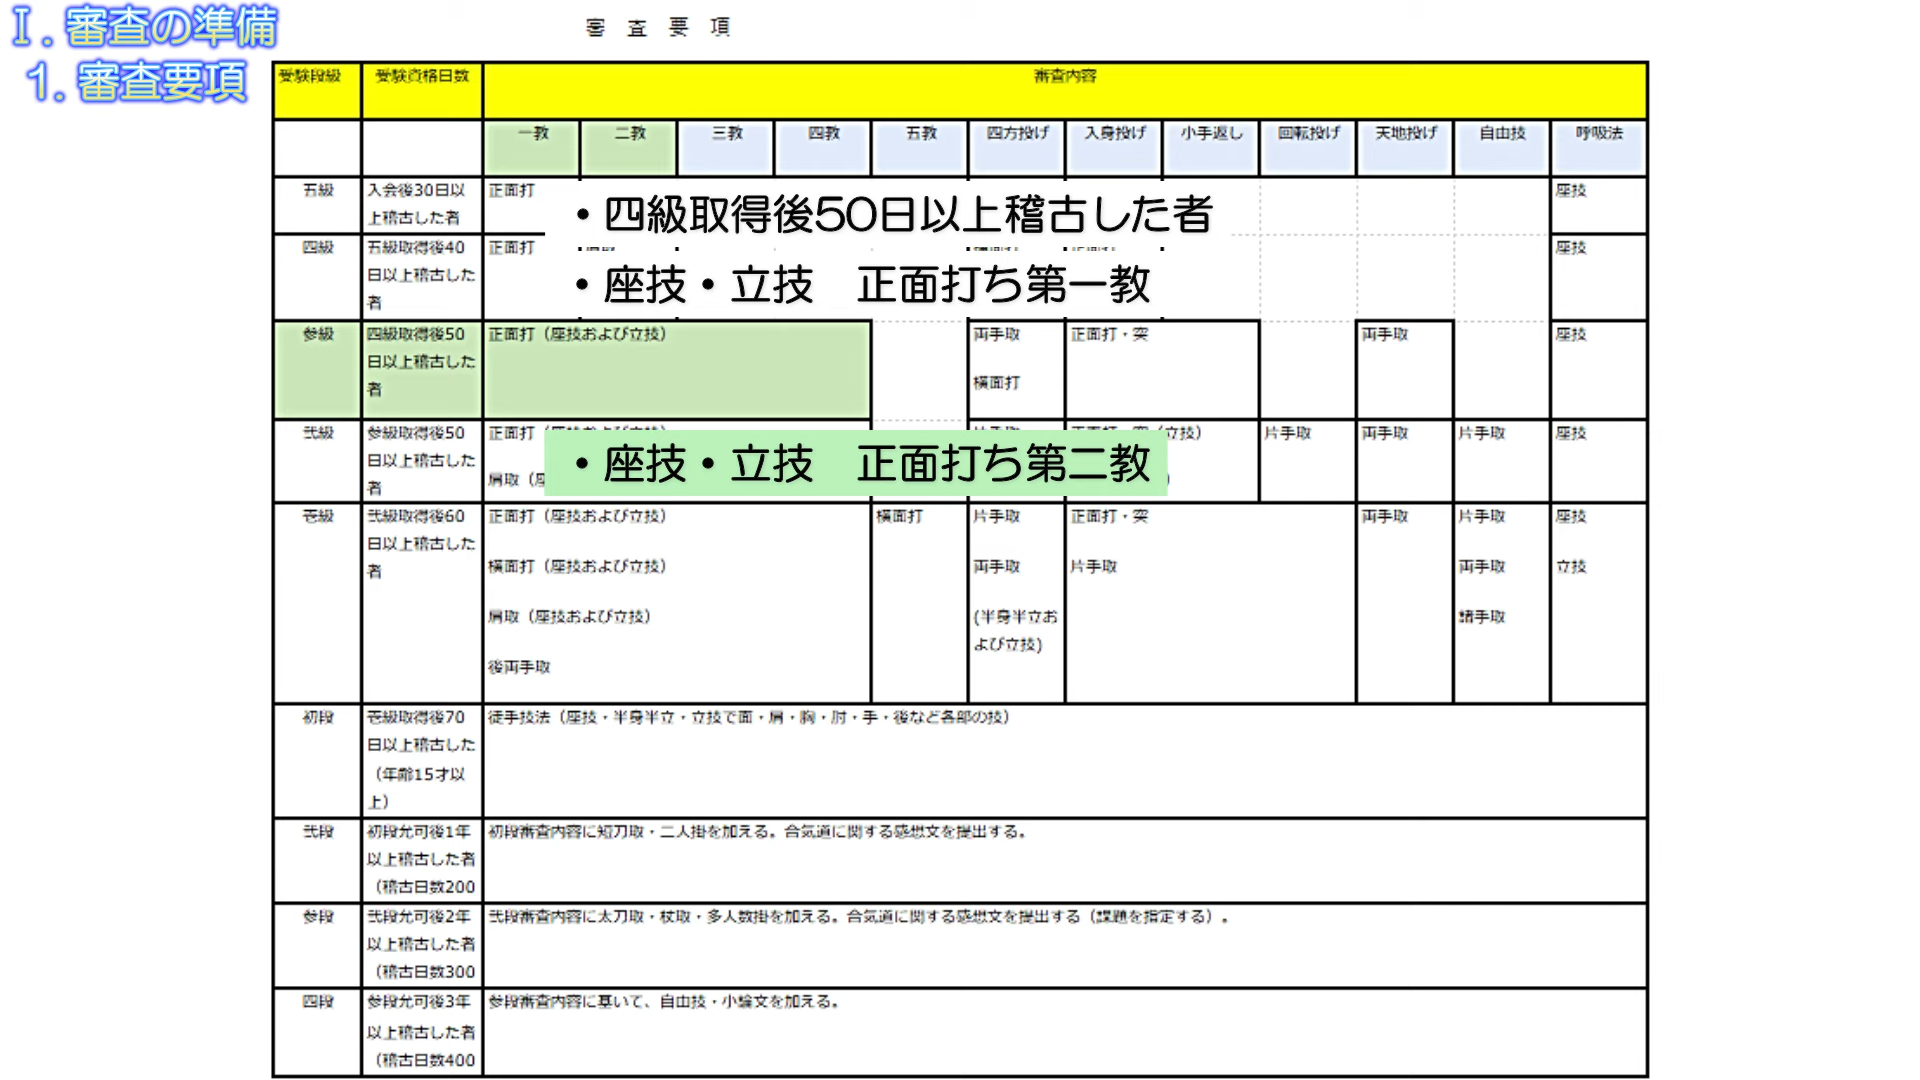 Ⅰ. 審査の準備
1. 審査要項
審 査 要 項
受験段級 受験資格日数 審査内容
一教 二教 三教 四教 五教 四方投げ 入身投げ 小手返し 回転投げ 天地投げ 自由技 呼吸法
五級 入会後30日以 正面打 座技
上稽古した者
・四級取得後50日以上稽古した者
四級 五級取得後40 正面打 座技
日以上稽古した
者
・座技・立技 正面打ち第一教
参級 四級取得後50 正面打（座技および立技） 両手取 正面打・突 両手取 座技
日以上稽古した
者 横面打
弐級 参級取得後50 正面打 立技） 片手取 両手取 片手取 座技
日以上稽古した
者 肩取（座
・座技・立技 正面打ち第二教
壱級 弐級取得後60 正面打（座技および立技） 横面打 片手取 正面打・突 両手取 片手取 座技
日以上稽古した
者 横面打（座技および立技） 両手取 片手取 両手取 立技
肩取（座技および立技） (半身半立お 諸手取
よび立技)
後両手取
初段 壱級取得後70 徒手技法（座技・半身半立・立技で面・肩・胸・肘・手・後など各部の技）
日以上稽古した
（年齢15才以
上）
弐段 初段允可後1年 初段審査内容に短刀取・二人掛を加える。合気道に関する感想文を提出する。
以上稽古した者
（稽古日数200
参段 弐段允可後2年 弐段審査内容に太刀取・杖取・多人数掛を加える。合気道に関する感想文を提出する（課題を指定する）。
以上稽古した者
（稽古日数300
四段 参段允可後3年 参段審査内容に基いて、自由技・小論文を加える。
以上稽古した者
（稽古日数400